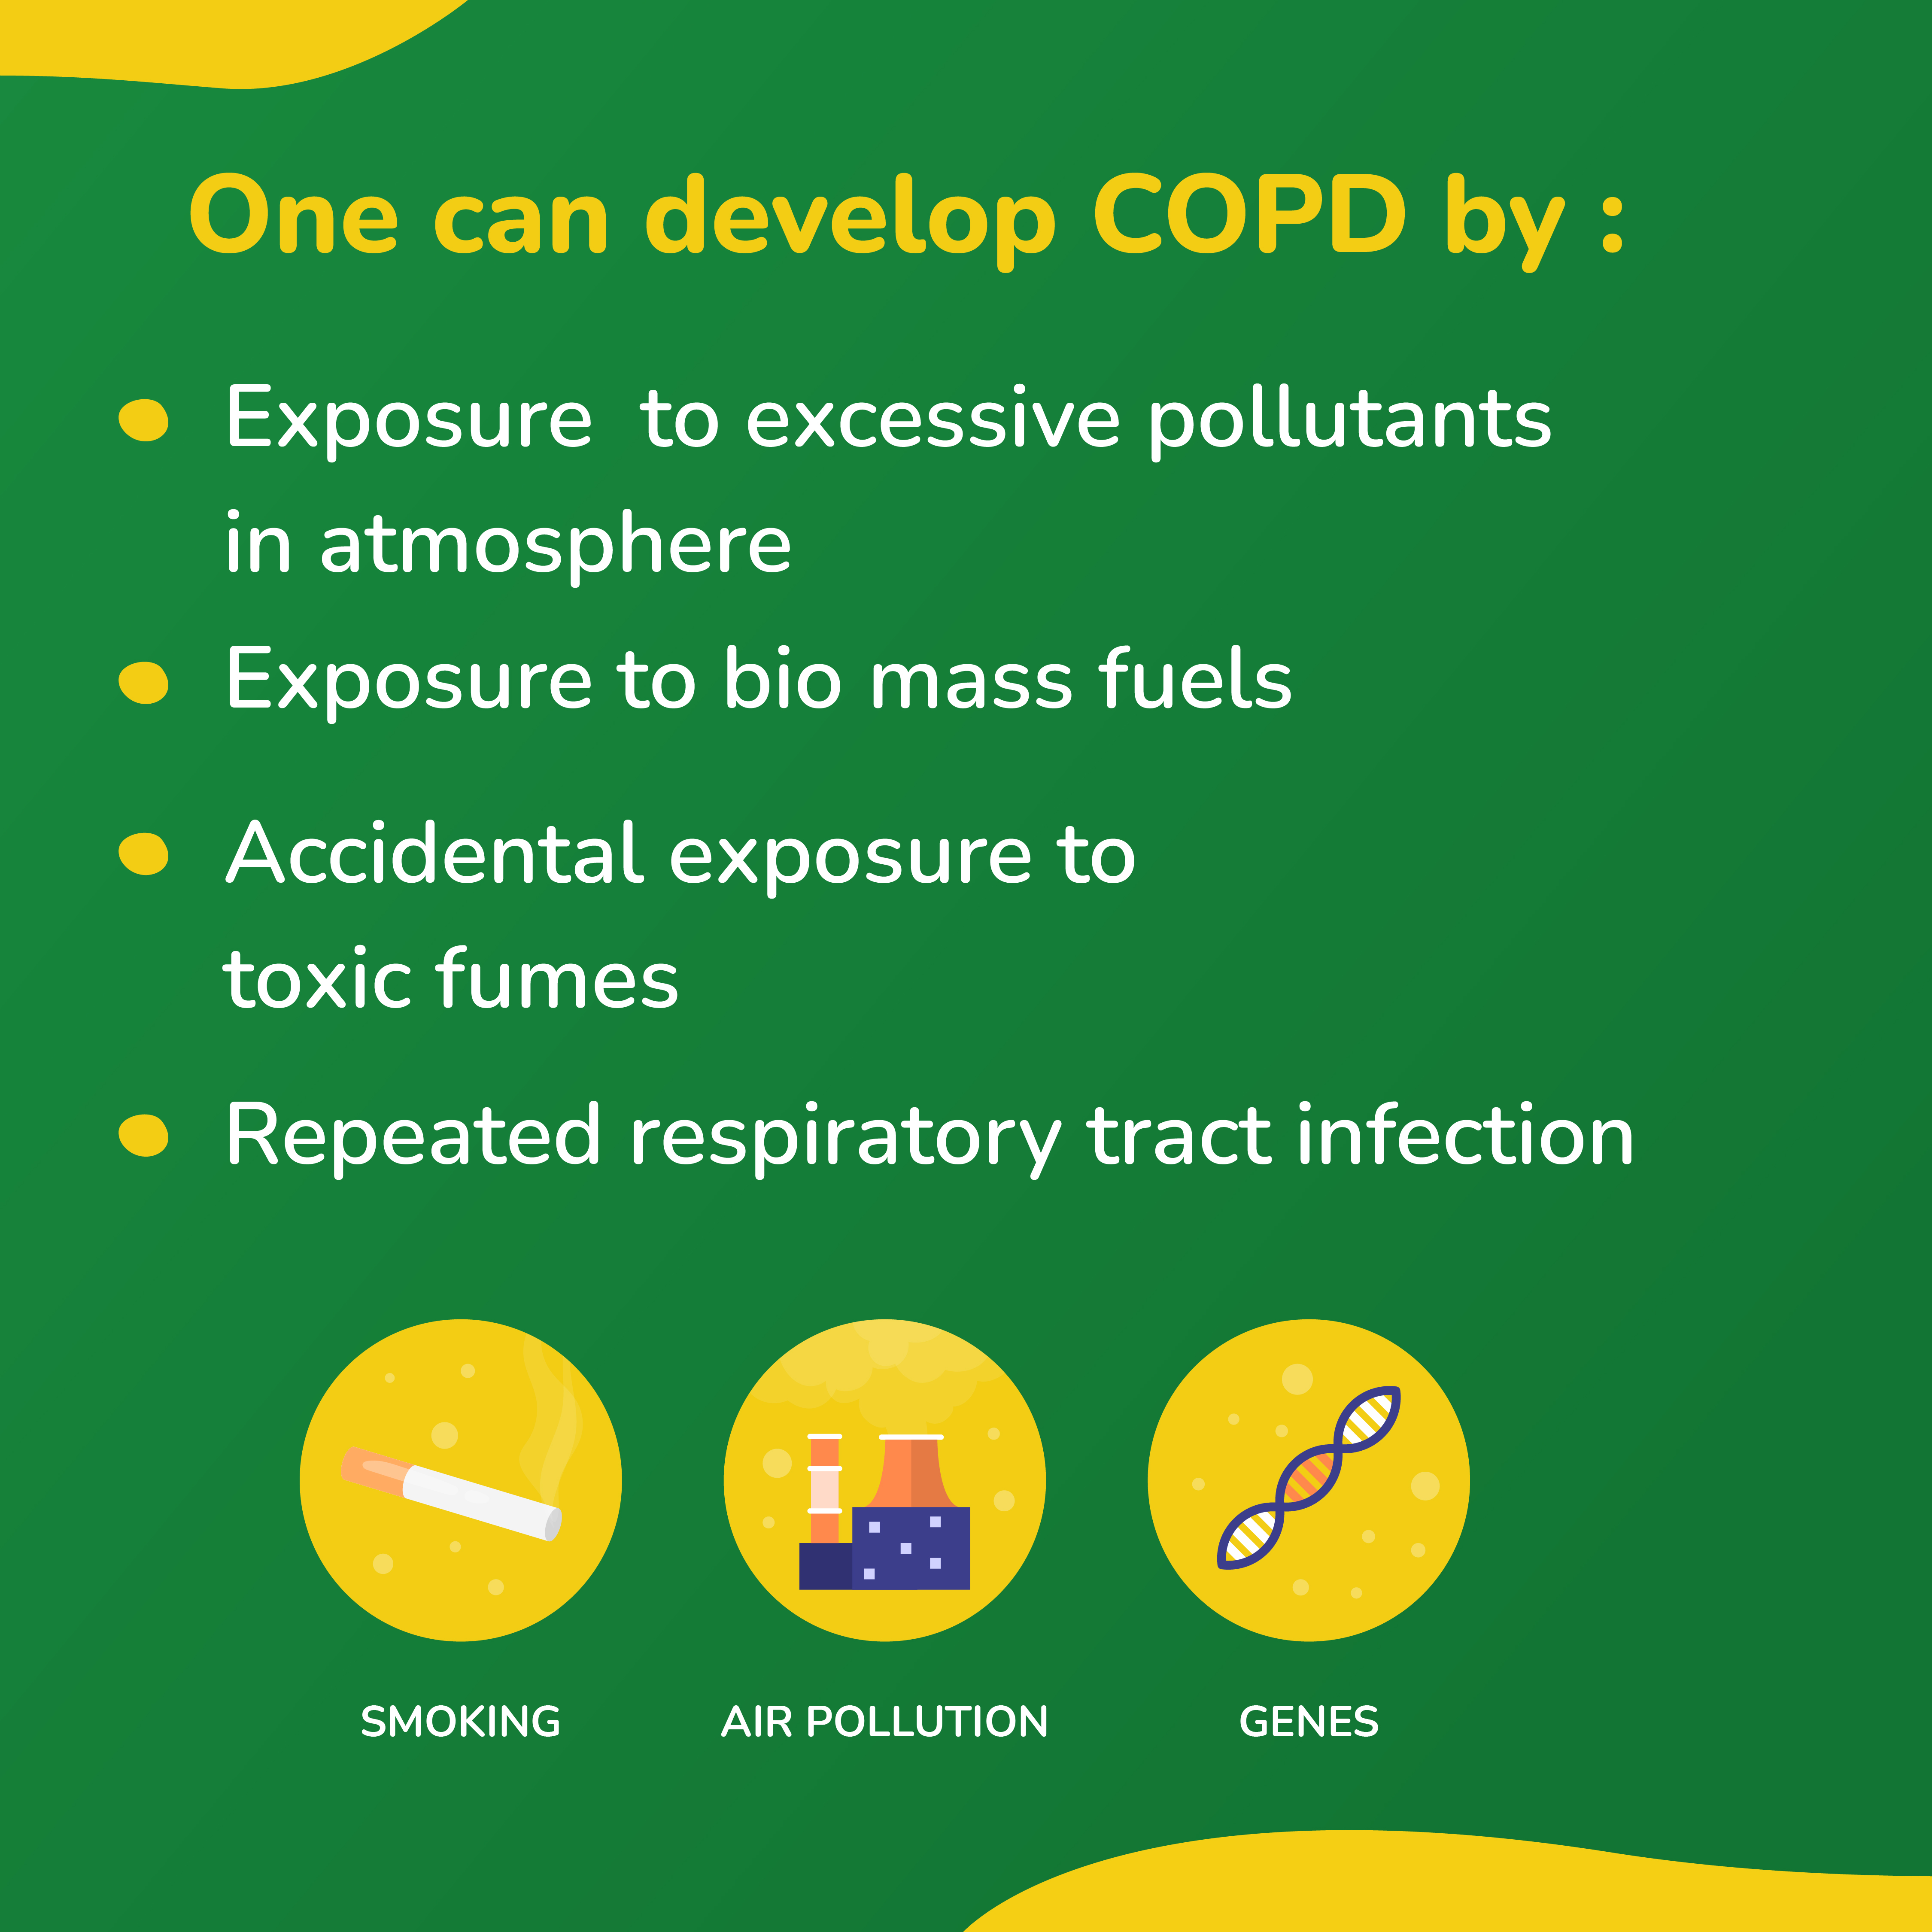 One can develop COPD by :
Exposure to excessive pollutants
in atmosphere
Exposure to bio mass fuels
Accidental exposure to
toxic fumes
Repeated respiratory tract infection
SMOKING
AIR POLLUTION
GENES